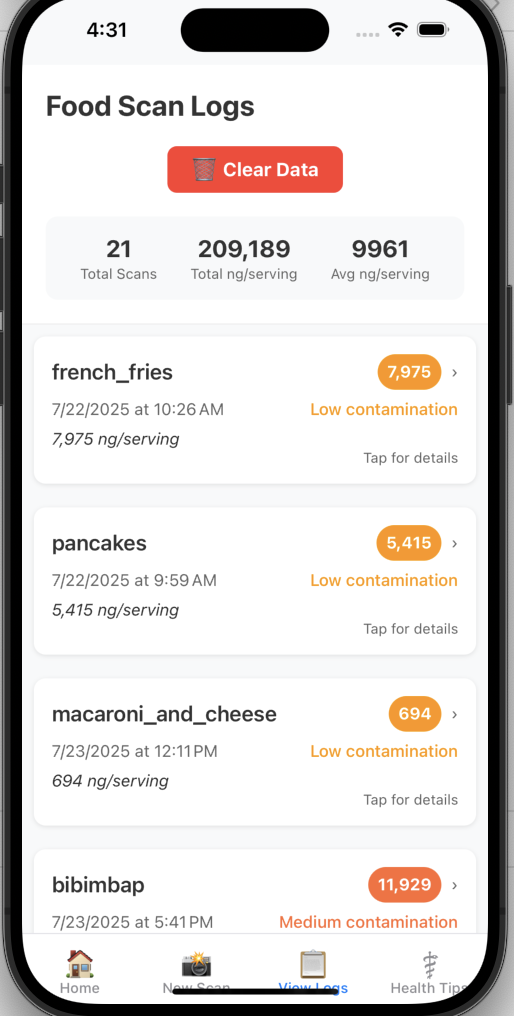 4:31
Food Scan Logs
Clear Data
21 209,189 9961
Total Scans Total ng/serving Avg ng/serving
french_fries 7,975 ›
7/22/2025 at 10:26 AM Low contamination
7,975 ng/serving
Tap for details
pancakes 5,415 ›
7/22/2025 at 9:59 AM Low contamination
5,415 ng/serving
Tap for details
macaroni_and_cheese 694 ›
7/23/2025 at 12:11 PM Low contamination
694 ng/serving
Tap for details
bibimbap 11,929 ›
7/23/2025 at 5:41 PM Medium contamination
Home New Scan View Logs Health Tips